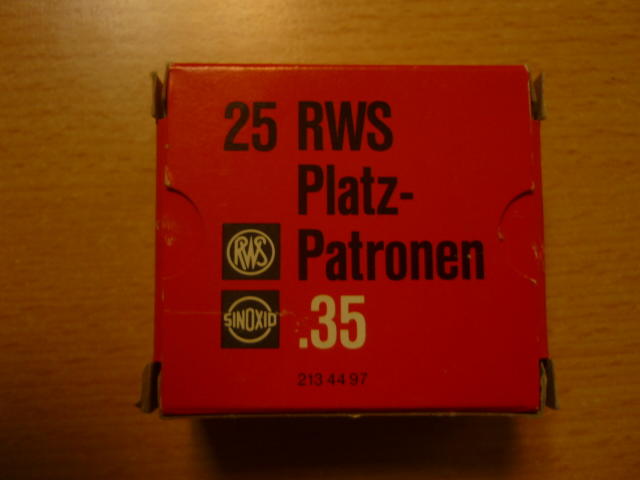 25 RWS
Platz-
Patronen
RWS
SINOXID
.35
213 44 97